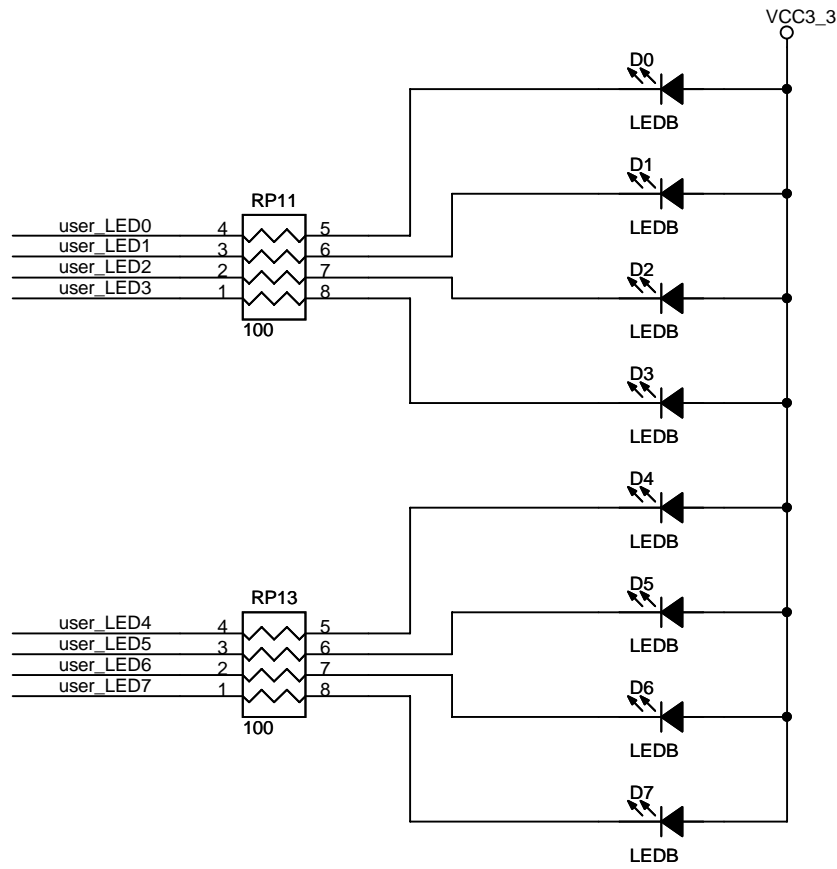 VCC3_3
D0
LEDB
D1
LEDB
RP11
user_LED0 4 5
user_LED1 3 6
user_LED2 2 7
user_LED3 1 8
100
D2
LEDB
D3
LEDB
D4
LEDB
D5
LEDB
RP13
user_LED4 4 5
user_LED5 3 6
user_LED6 2 7
user_LED7 1 8
100
D6
LEDB
D7
LEDB